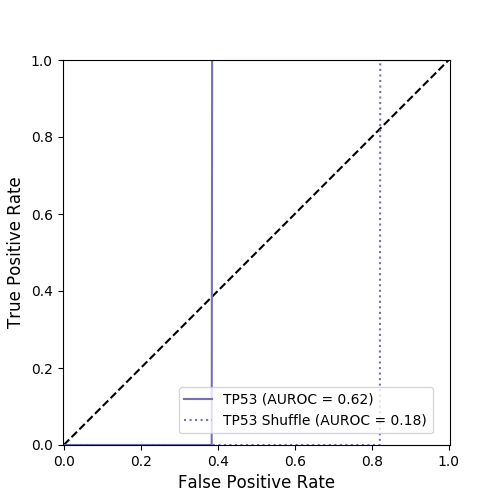 True Positive Rate
1.0
0.8
0.6
0.4
0.2
0.0
TP53 (AUROC = 0.62)
TP53 Shuffle (AUROC = 0.18)
0.0 0.2 0.4 0.6 0.8 1.0
False Positive Rate